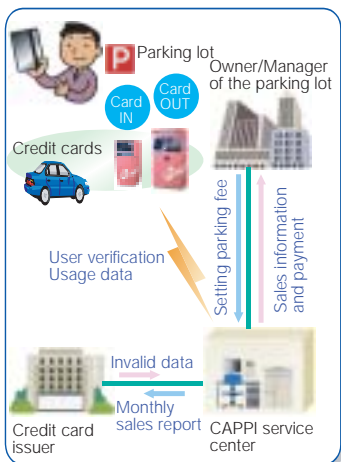 P
Parking lot
Owner/Manager
of the parking lot
Card
IN
Card
OUT
Credit cards
User verification
Usage data
Setting parking fee
Sales information
and payment
Invalid data
Monthly
sales report
Credit card
issuer
CAPPI service
center